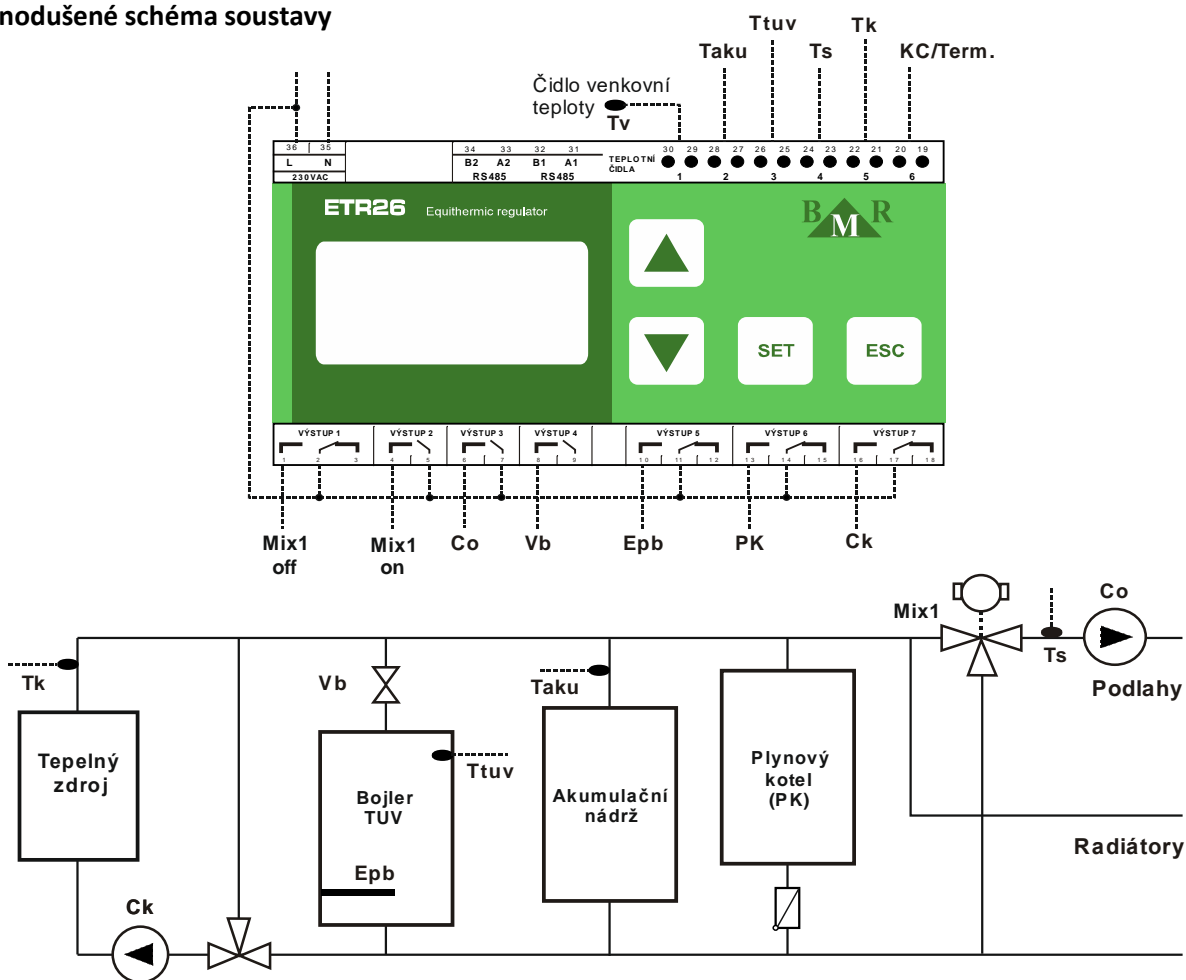 nodušené schéma soustavy
Ttuv Tk
Taku Ts KC/Term.
Čidlo venkovní
teploty
Tv
36 35
L N
230VAC
34 33 32 31
B2 A2 B1 A1
RS485 RS485
TEPLOTNÍ
ČIDLA
30 29 28 27 26 25 24 23 22 21 20 19
1 2 3 4 5 6
ETR26 Equithermic regulator
B M R
SET ESC
VÝSTUP 1 VÝSTUP 2 VÝSTUP 3 VÝSTUP 4 VÝSTUP 5 VÝSTUP 6 VÝSTUP 7
1 2 3 4 5 6 7 8 9 10 11 12 13 14 15 16 17 18
Mix1
off
Mix1
on
Co Vb Epb PK Ck
Mix1
Co
Ts
Podlahy
Tk
Vb
Taku
Tepelný
zdroj
Ttuv
Bojler
TUV
Epb
Akumulační
nádrž
Plynový
kotel
(PK)
Radiátory
Ck